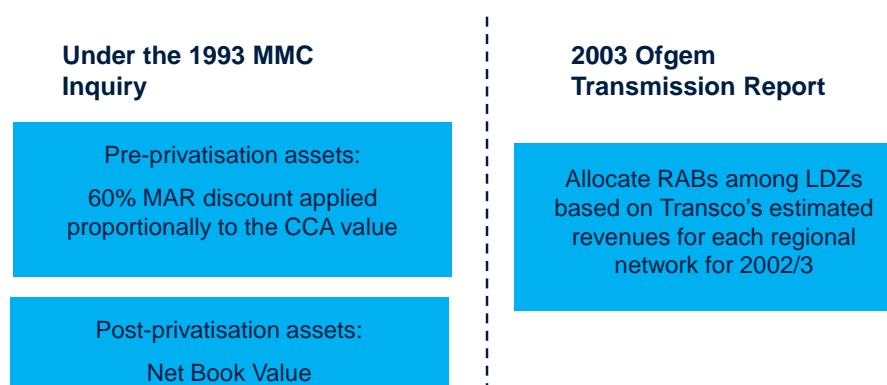 Under the 1993 MMC
Inquiry
Pre-privatisation assets:
60% MAR discount applied
proportionally to the CCA value
Post-privatisation assets:
Net Book Value
2003 Ofgem
Transmission Report
Allocate RABs among LDZs
based on Transco's estimated
revenues for each regional
network for 2002/3